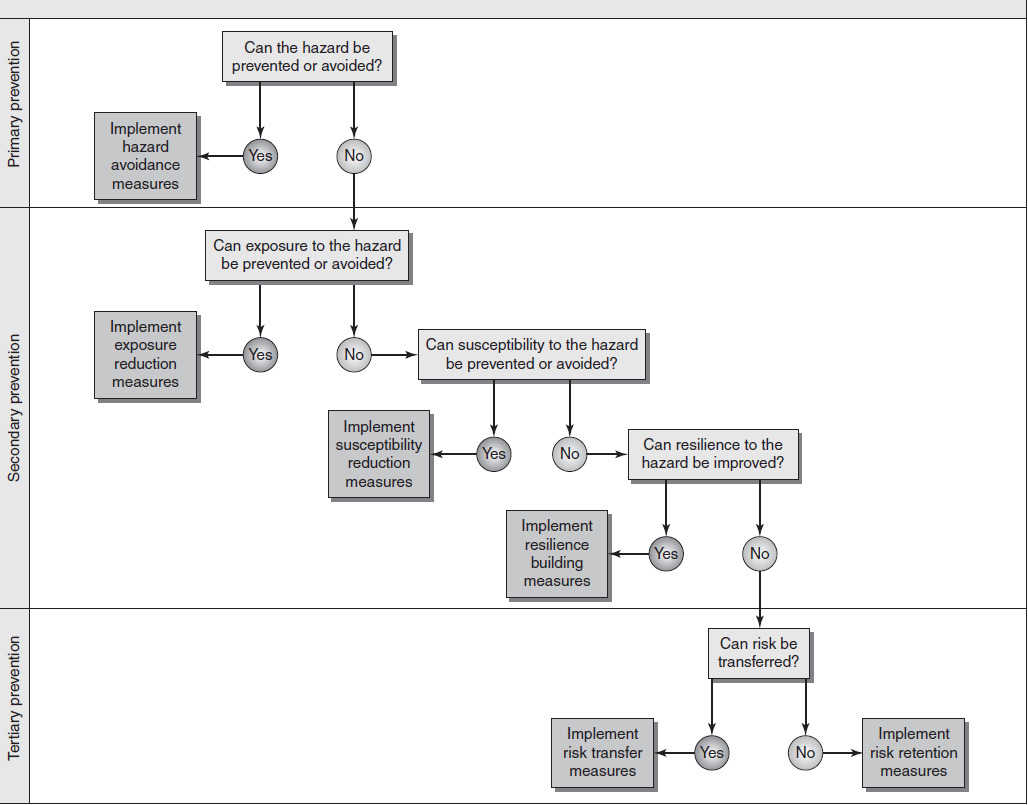 Primary prevention
Can the hazard be
prevented or avoided?
Implement
hazard
avoidance
measures
Yes
No
Secondary prevention
Can exposure to the hazard
be prevented or avoided?
Implement
exposure
reduction
measures
Yes
No
Can susceptibility to the hazard
be prevented or avoided?
Implement
susceptibility
reduction
measures
Yes
No
Can resilience to the
hazard be improved?
Implement
resilience
building
measures
Yes
No
Tertiary prevention
Can risk be
transferred?
Implement
risk transfer
measures
Yes
No
Implement
risk retention
measures